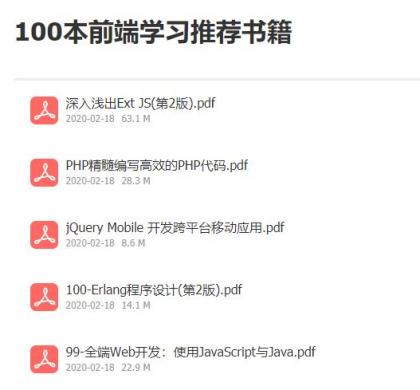 100本前端学习推荐书籍
深入浅出Ext JS(第2版).pdf
2020-02-18 63.1 M
PHP精髓编写高效的PHP代码.pdf
2020-02-18 28.3 M
jQuery Mobile 开发跨平台移动应用.pdf
2020-02-18 8.6 M
100-Erlang程序设计(第2版).pdf
2020-02-18 14.1 M
99-全端Web开发：使用JavaScript与Java.pdf
2020-02-18 22.9 M